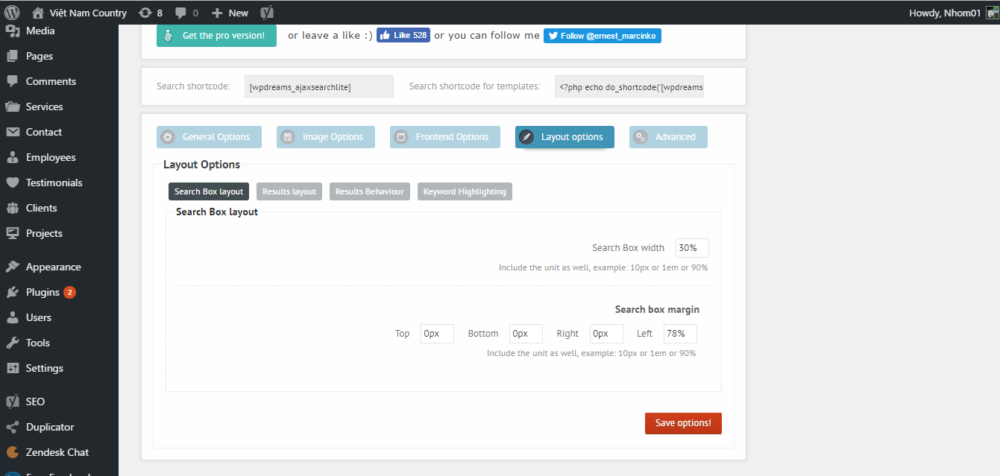 Việt Nam Country 8 0 New Howdy, Nhom01
Media
Pages
Comments
Services
Contact
Employees
Testimonials
Clients
Projects
Appearance
Plugins 2
Users
Tools
Settings
SEO
Duplicator
Zendesk Chat
Get the pro version! or leave a like :) Like 528 or you can follow me Follow @ernest_marcinko
Search shortcode: [wpdreams_ajaxsearchlite] Search shortcode for templates: <?php echo do_shortcode('[wpdreams
General Options Image Options Frontend Options Layout options Advanced
Layout Options
Search Box layout Results layout Results Behaviour Keyword Highlighting
Search Box layout
Search Box width 30%
Include the unit as well, example: 10px or 1em or 90%
Search box margin
Top 0px Bottom 0px Right 0px Left 78%
Include the unit as well, example: 10px or 1em or 90%
Save options!